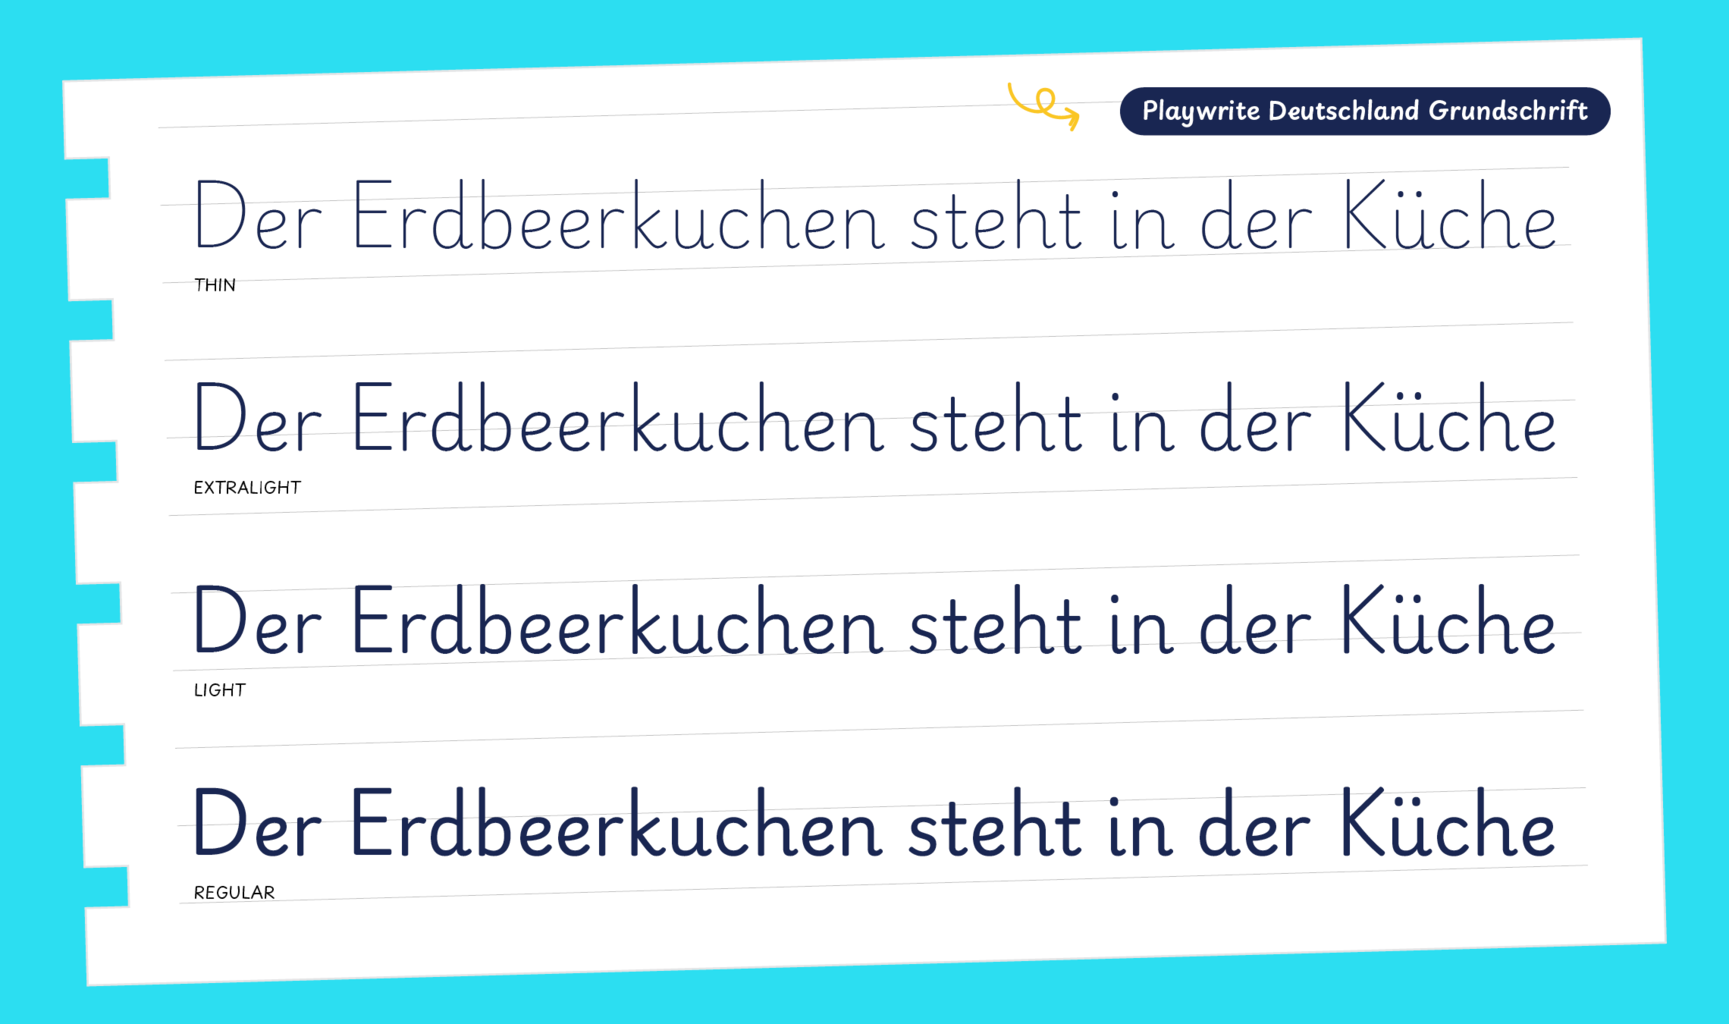 Playwrite Deutschland Grundschrift
Der Erdbeerkuchen steht in der Küche
THIN
Der Erdbeerkuchen steht in der Küche
EXTRALIGHT
Der Erdbeerkuchen steht in der Küche
LIGHT
Der Erdbeerkuchen steht in der Küche
REGULAR